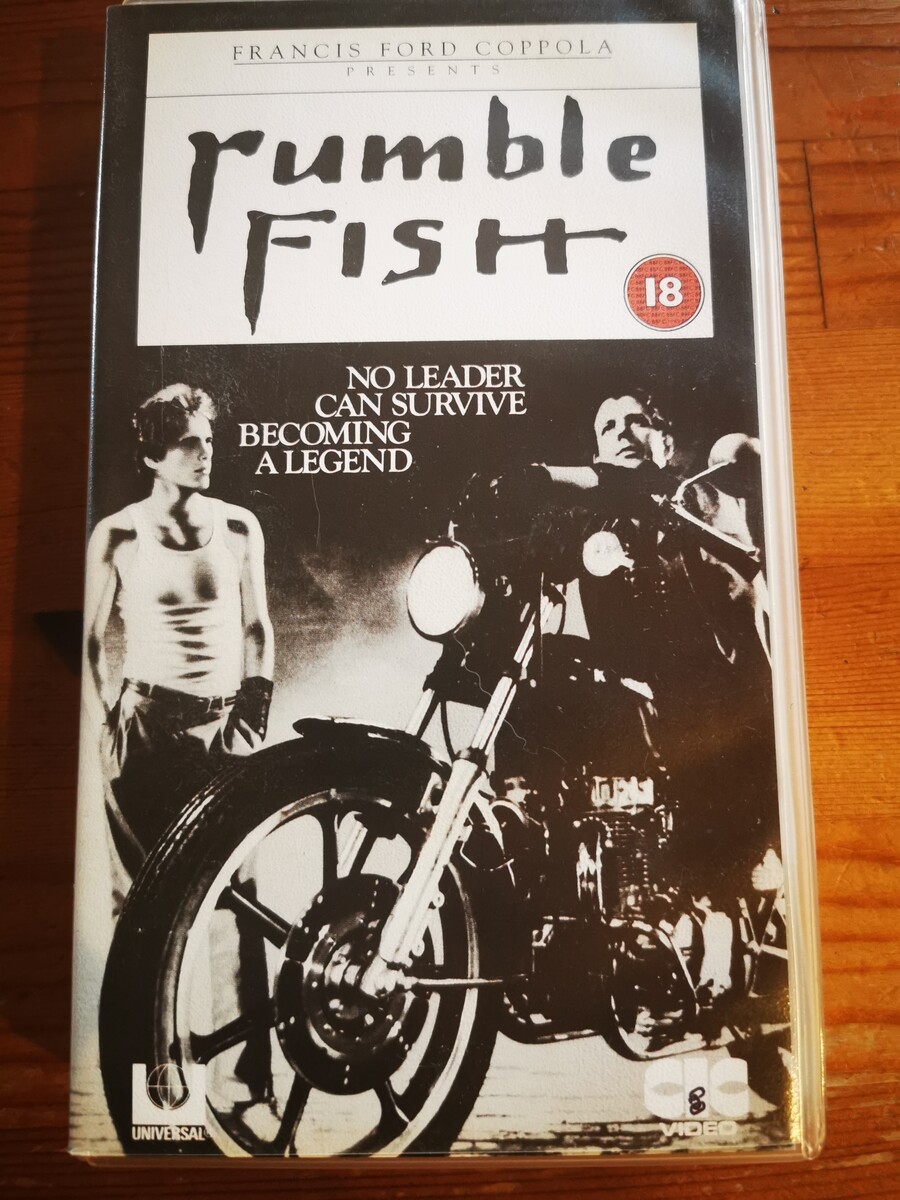 FRANCIS FORD COPPOLA
PRESENTS
rumble
FISH
18
NO LEADER
CAN SURVIVE
BECOMING
A LEGEND
UNIVERSAL
CIC
VIDEO